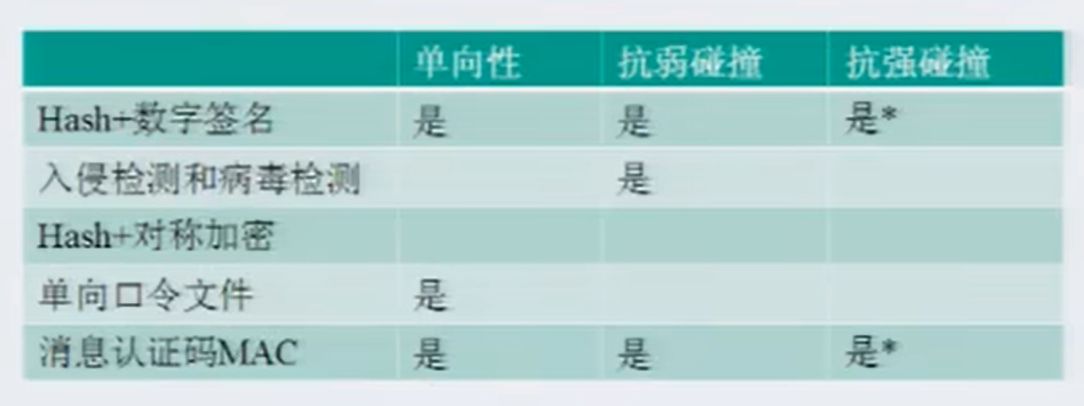 单向性 抗弱碰撞 抗强碰撞
Hash+数字签名 是 是 是*
入侵检测和病毒检测 是
Hash+对称加密
单向口令文件 是
消息认证码MAC 是 是 是*